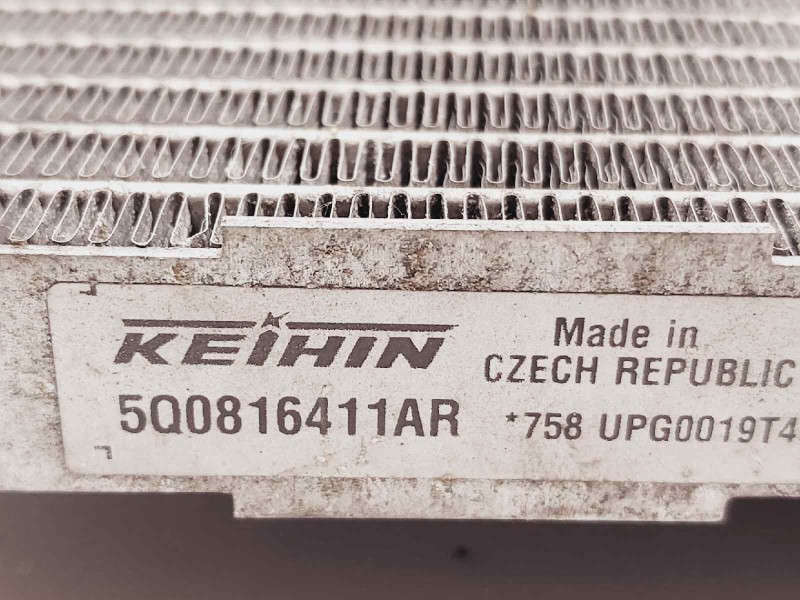 KEIHIN
5Q0816411AR
Made in
CZECH REPUBLIC
*758 UPG0019T4